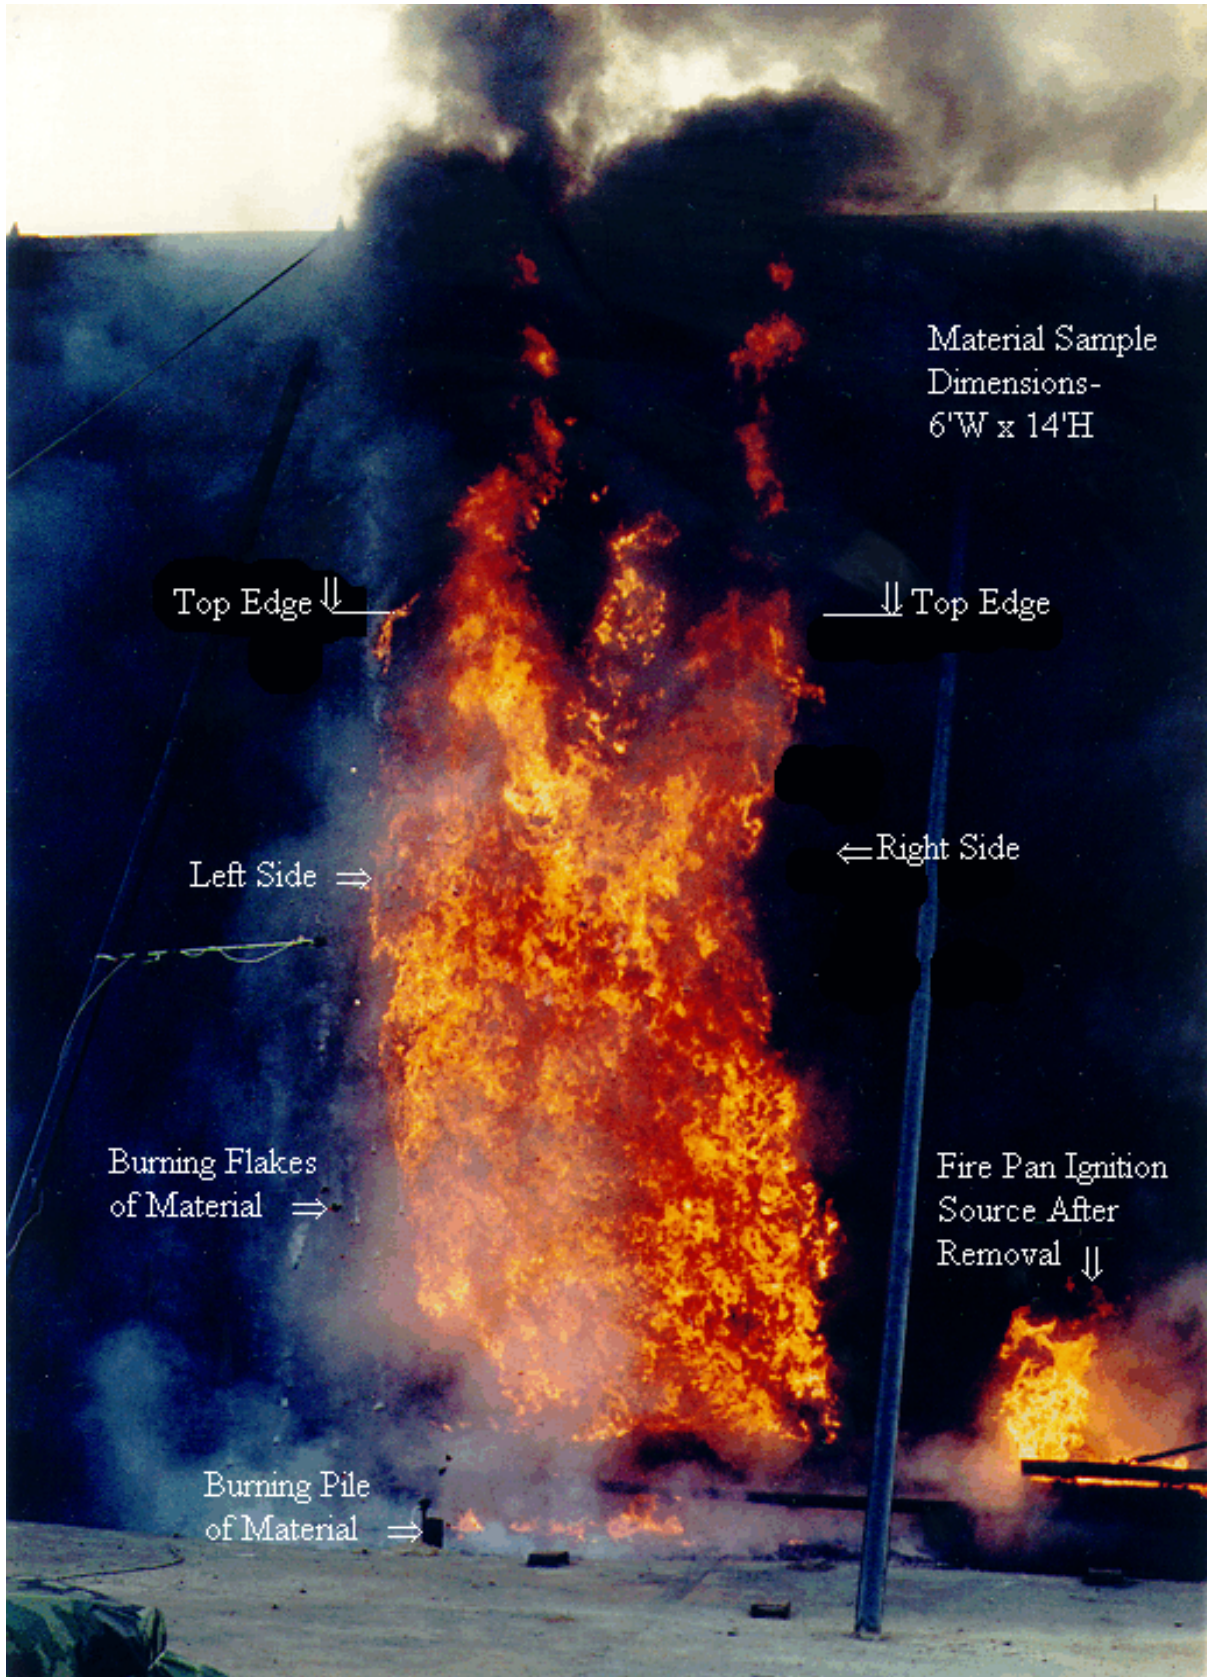 Material Sample
Dimensions-
6'W x 14'H
Top Edge ⇓
⇓ Top Edge
⇐Right Side
Left Side ⇒
Burning Flakes
of Material ⇒
Fire Pan Ignition
Source After
Removal ⇓
Burning Pile
of Material ⇒